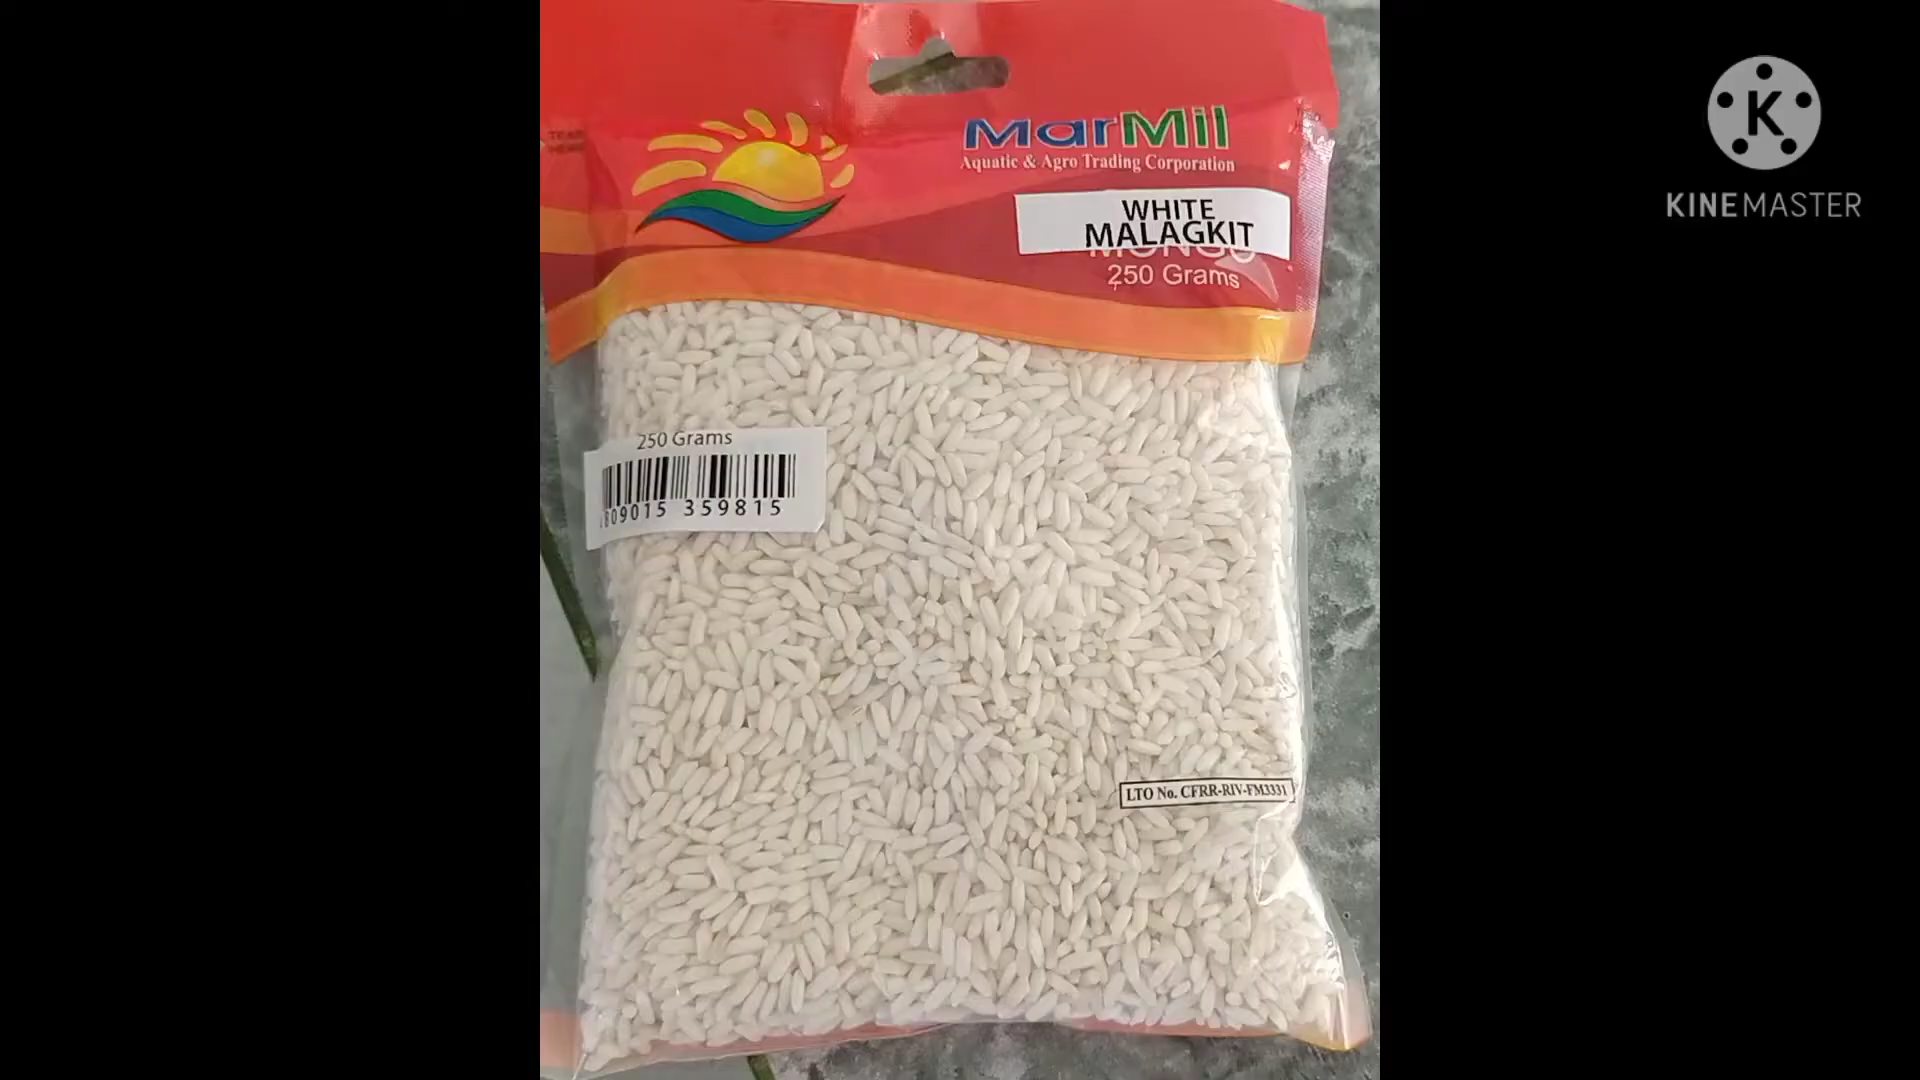 MarMil
Aquatic & Agro Trading Corporation
WHITE
MALAGKIT
MONGO
250 Grams
250 Grams
809015 359815
LTO No. CFRR-RIV-FM3331
K
KINEMASTER